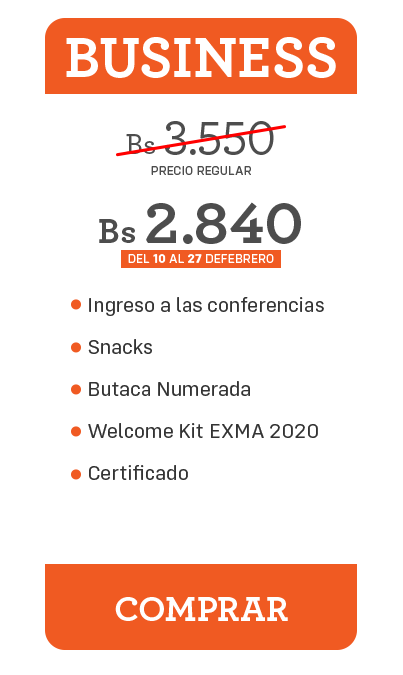 BUSINESS
Bs 3.550
PRECIO REGULAR
Bs 2.840
DEL 10 AL 27 DEFEBRERO
Ingreso a las conferencias
Snacks
Butaca Numerada
Welcome Kit EXMA 2020
Certificado
COMPRAR